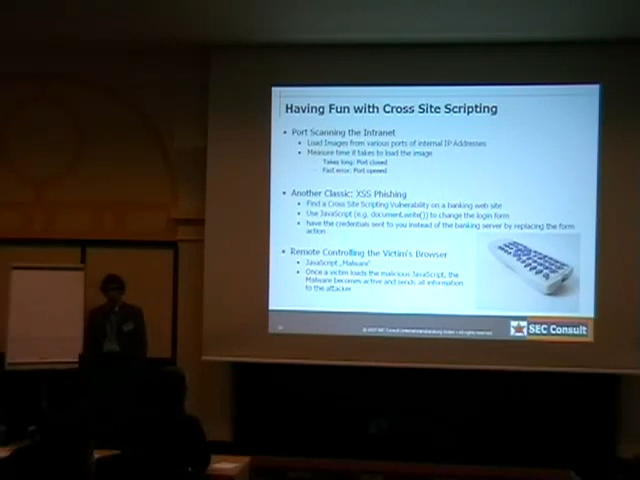 Having Fun with Cross Site Scripting
Port Scanning the Intranet
Load Images from various ports of internal IP Addresses
Measure time it takes to load the image
Takes long: Port closed
Fast error: Port opened
Another Classic: XSS Phishing
Find a Cross Site Scripting Vulnerability on a banking web site
Use JavaScript (e.g. document.write()) to change the login form
have the credentials sent to you instead of the banking server by replacing the form
action
Remote Controlling the Victim's Browser
JavaScript „Malware“
Once a victim loads the malicious JavaScript, the
Malware becomes active and sends all information
to the attacker
SEC Consult